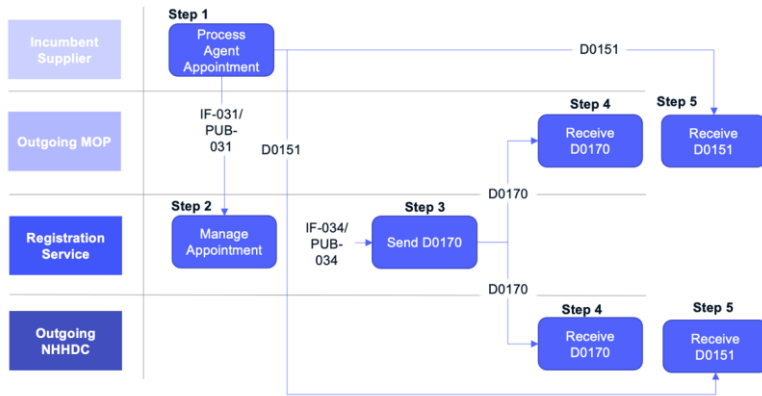 Step 1
Incumbent
Supplier
Process
Agent
Appointment
D0151
IF-031/
PUB-
031
D0151
Outgoing MOP
Step 4
Receive
D0170
Step 5
Receive
D0151
D0170
Registration
Service
Step 2
Manage
Appointment
IF-034/
PUB-
034
Step 3
Send D0170
D0170
Outgoing
NHHDC
Step 4
Receive
D0170
Step 5
Receive
D0151